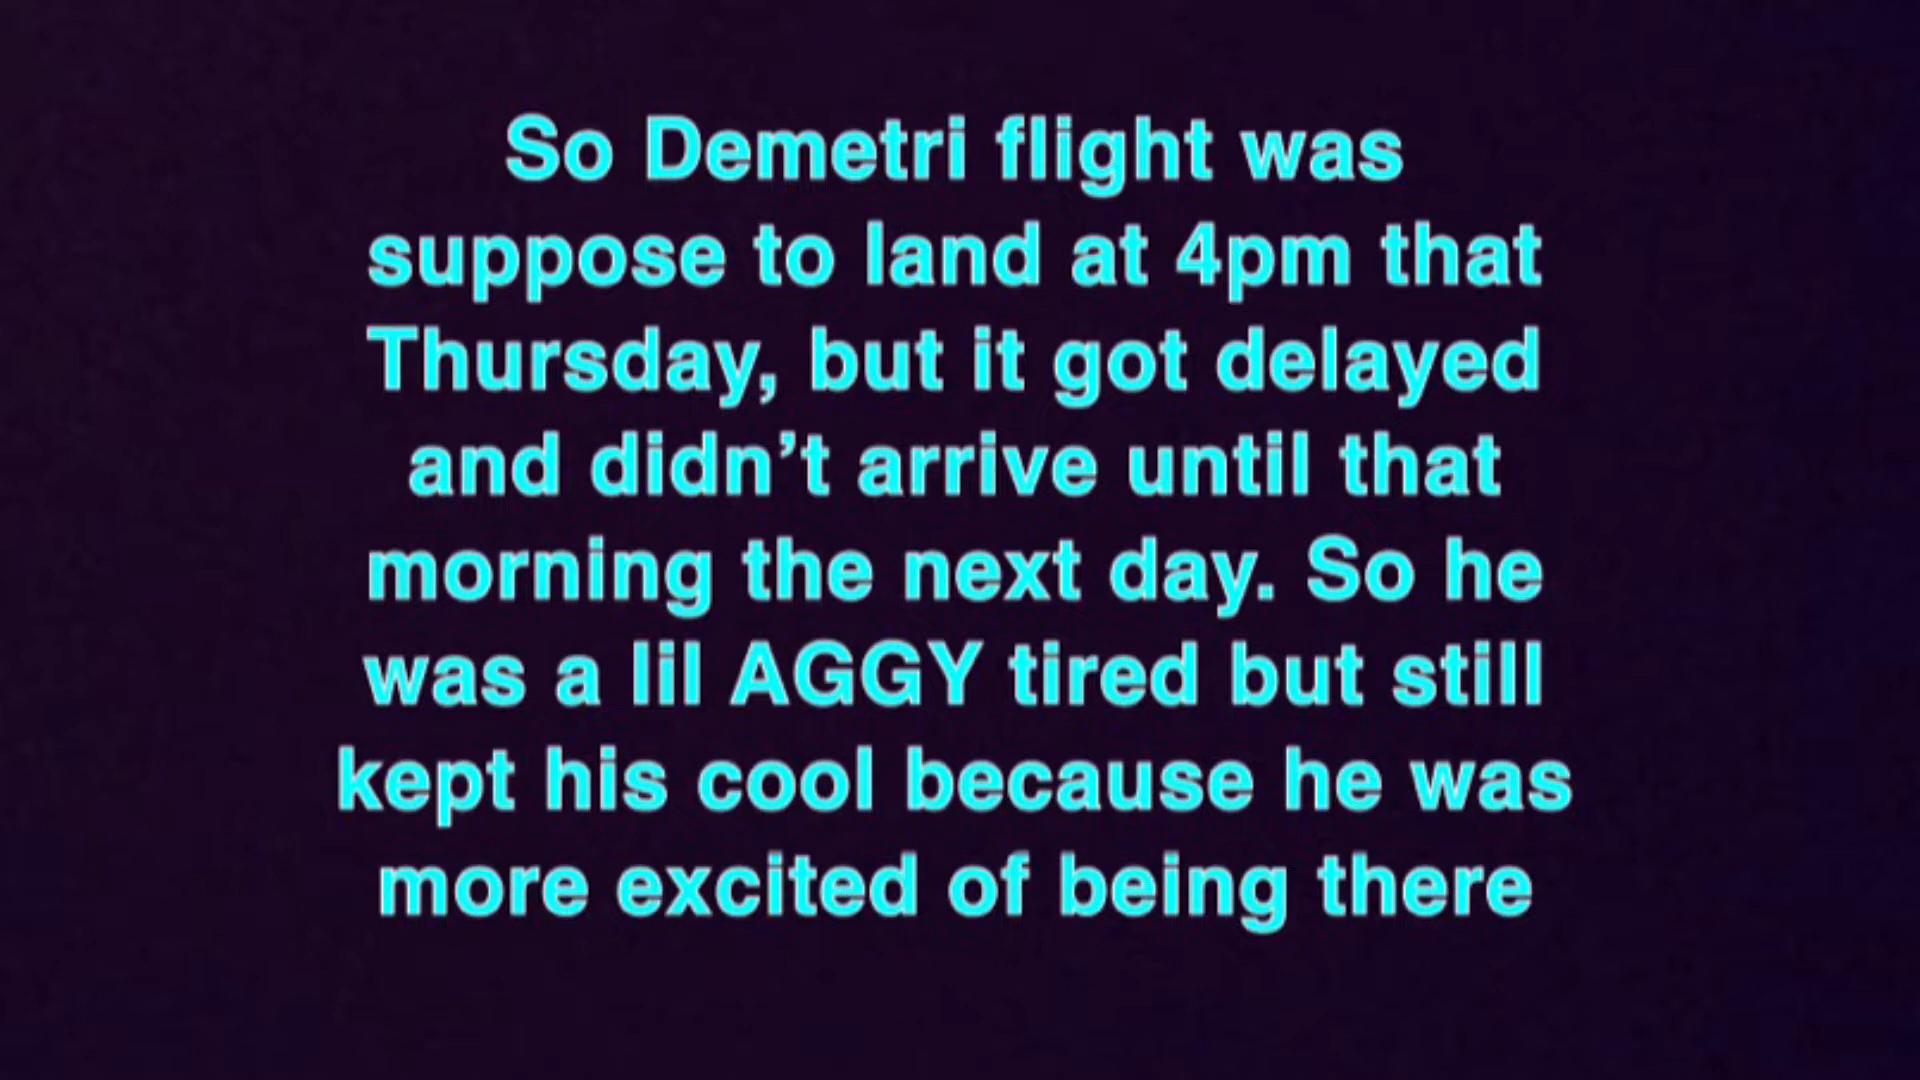 So Demetri flight was
suppose to land at 4pm that
Thursday, but it got delayed
and didn’t arrive until that
morning the next day. So he
was a lil AGGY tired but still
kept his cool because he was
more excited of being there